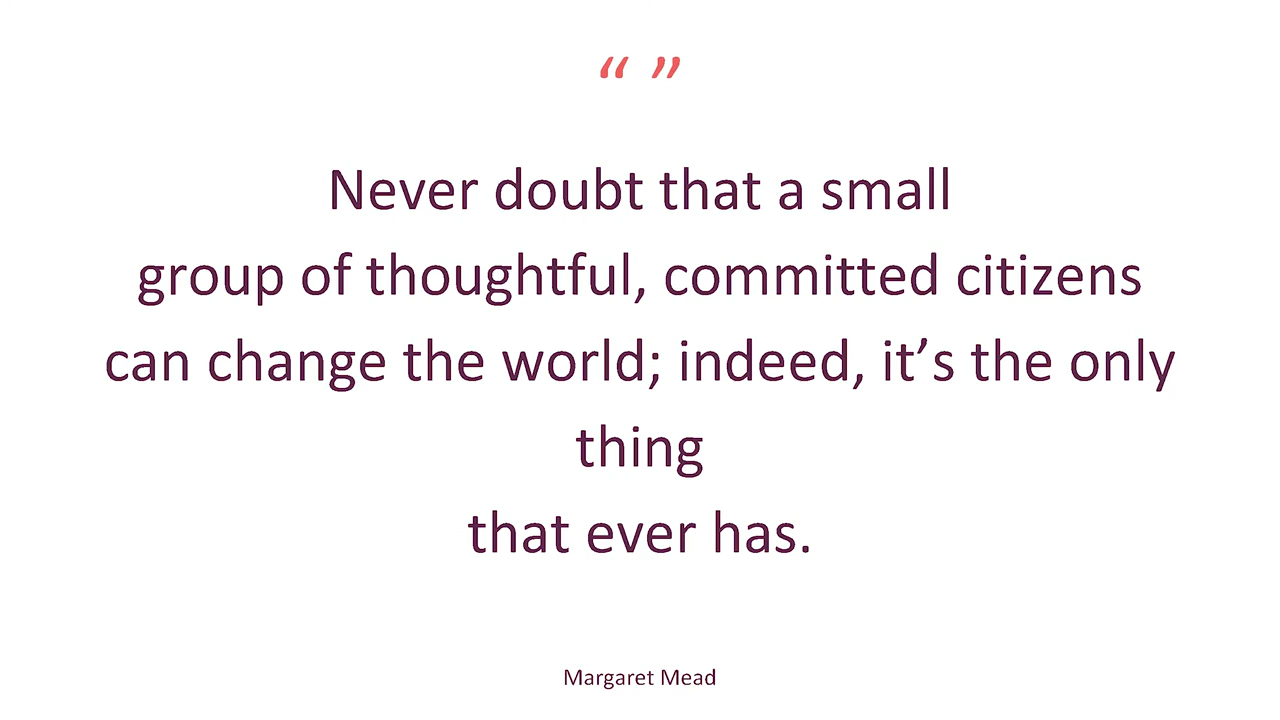 “ ”
Never doubt that a small
group of thoughtful, committed citizens
can change the world; indeed, it’s the only
thing
that ever has.
Margaret Mead